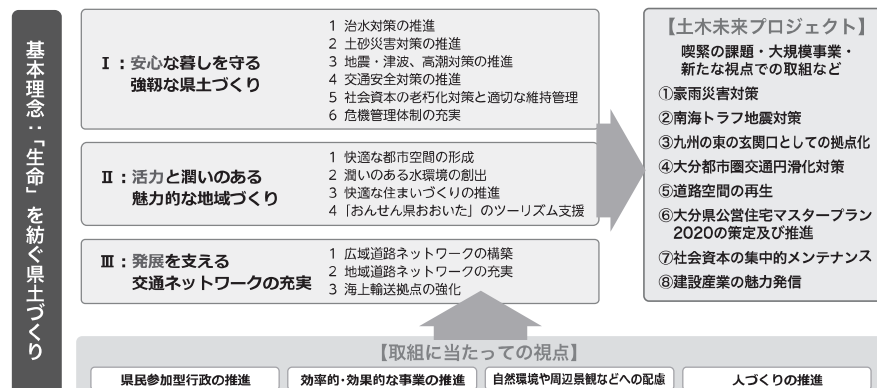 基本理念：「生命」を紡ぐ県土づくり
Ⅰ：安心な暮しを守る
強靱な県土づくり
1 治水対策の推進
2 土砂災害対策の推進
3 地震・津波、高潮対策の推進
4 交通安全対策の推進
5 社会資本の老朽化対策と適切な維持管理
6 危機管理体制の充実
Ⅱ：活力と潤いのある
魅力的な地域づくり
1 快適な都市空間の形成
2 潤いのある水環境の創出
3 快適な住まいづくりの推進
4「おんせん県おおいた」のツーリズム支援
Ⅲ：発展を支える
交通ネットワークの充実
1 広域道路ネットワークの構築
2 地域道路ネットワークの充実
3 海上輸送拠点の強化
【土木未来プロジェクト】
喫緊の課題・大規模事業・
新たな視点での取組など
①豪雨災害対策
②南海トラフ地震対策
③九州の東の玄関口としての拠点化
④大分都市圏交通円滑化対策
⑤道路空間の再生
⑥大分県公営住宅マスタープラン
2020の策定及び推進
⑦社会資本の集中的メンテナンス
⑧建設産業の魅力発信
【取組に当たっての視点】
県民参加型行政の推進
効率的・効果的な事業の推進
自然環境や周辺景観などへの配慮
人づくりの推進